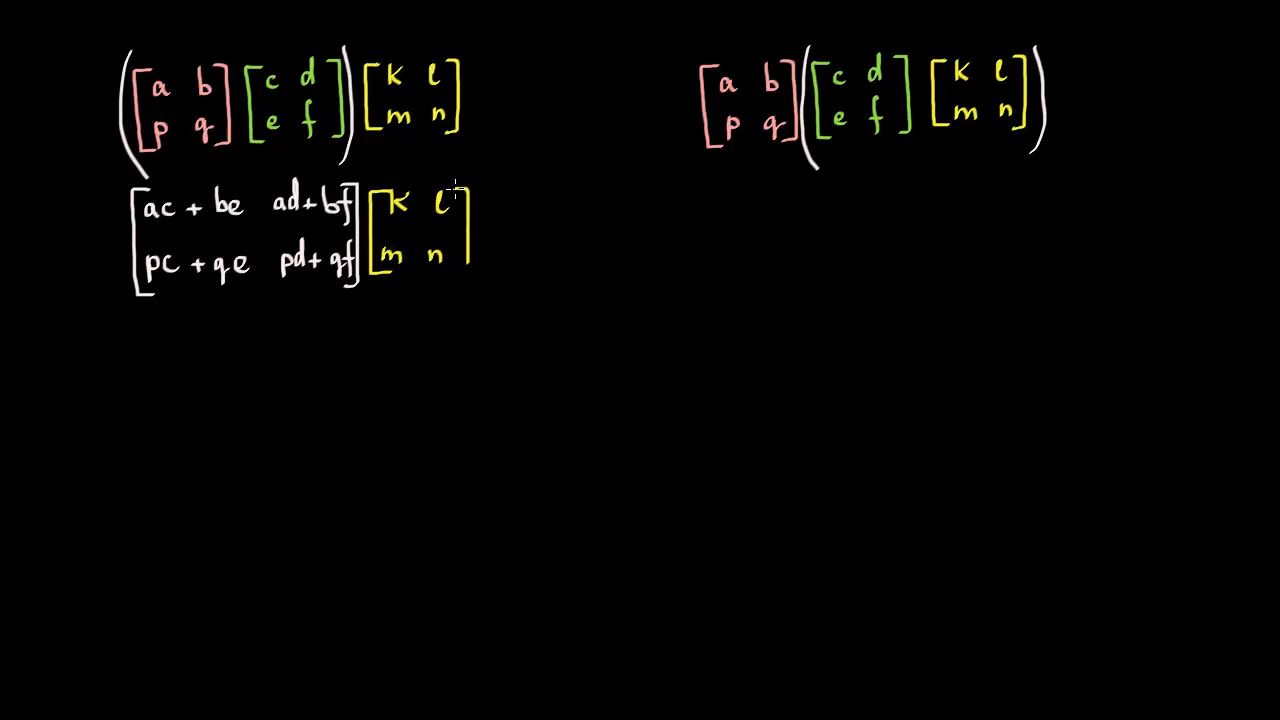 ( [ a b ] [ c d ] ) [ k l ]
[ p q ] [ e f ] [ m n ]
[ ac + be ad + bf ] [ k l ]
[ pc + qe pd + qf ] [ m n ]
[ a b ] ( [ c d ] [ k l ] )
[ p q ] [ e f ] [ m n ]